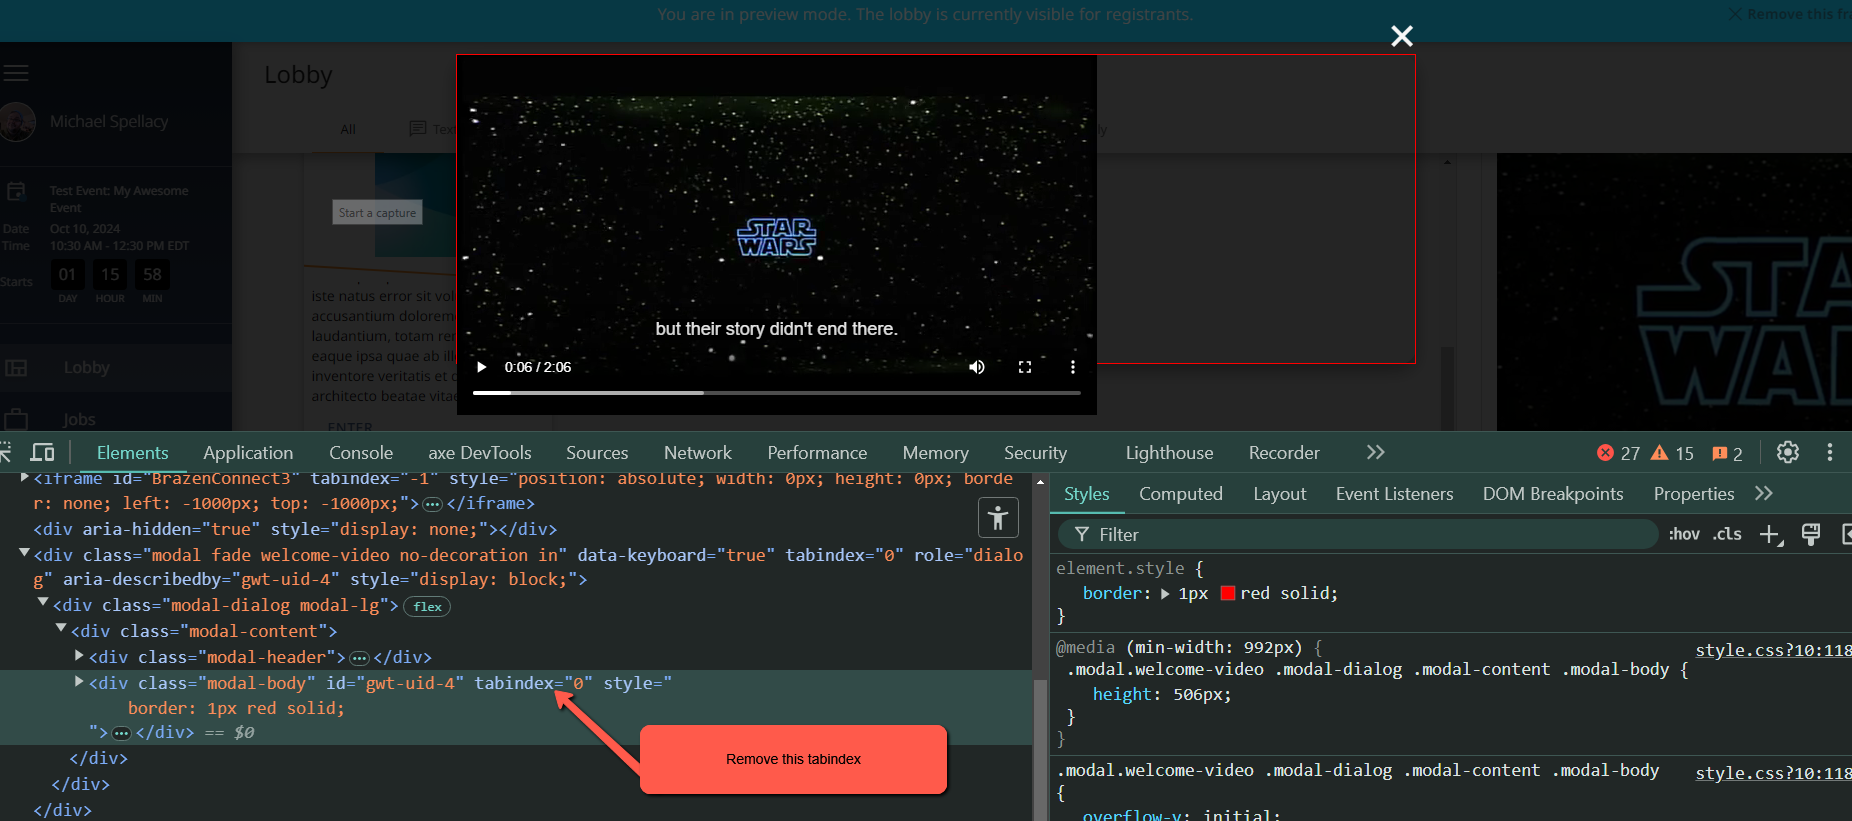 You are in preview mode. The lobby is currently visible for registrants.
Remove this fra
Lobby
Michael Spellacy
All
Text
ly
Test Event: My Awesome
Event
Date
Oct 10, 2024
Time
10:30 AM - 12:30 PM EDT
Starts
01
15
58
DAY
HOUR
MIN
Lobby
Jobs
Start a capture
iste natus error sit vol
accusantium dolorem
laudantium, totam rem
eaque ipsa quae ab ill
inventore veritatis et
architecto beatae vitae
ENTER
STAR
WARS
but their story didn't end there.
0:06 / 2:06
STA
WAR
Elements
Application
Console
axe DevTools
Sources
Network
Performance
Memory
Security
Lighthouse
Recorder
27
15
2
<iframe id="BrazenConnect3" tabindex="-1" style="position: absolute; width: 0px; height: 0px; borde
r: none; left: -1000px; top: -1000px;">…</iframe>
<div aria-hidden="true" style="display: none;"></div>
<div class="modal fade welcome-video no-decoration in" data-keyboard="true" tabindex="0" role="dialo
g" aria-describedby="gwt-uid-4" style="display: block;">
<div class="modal-dialog modal-lg"> flex
<div class="modal-content">
<div class="modal-header">…</div>
<div class="modal-body" id="gwt-uid-4" tabindex="0" style="
border: 1px red solid;
">…</div> == $0
</div>
</div>
</div>
Remove this tabindex
Styles
Computed
Layout
Event Listeners
DOM Breakpoints
Properties
Filter
:hov
.cls
element.style {
border: 1px red solid;
}
@media (min-width: 992px) {
style.css?10:118
.modal.welcome-video .modal-dialog .modal-content .modal-body {
height: 506px;
}
}
.modal.welcome-video .modal-dialog .modal-content .modal-body
style.css?10:118
{
overflow-y: initial;